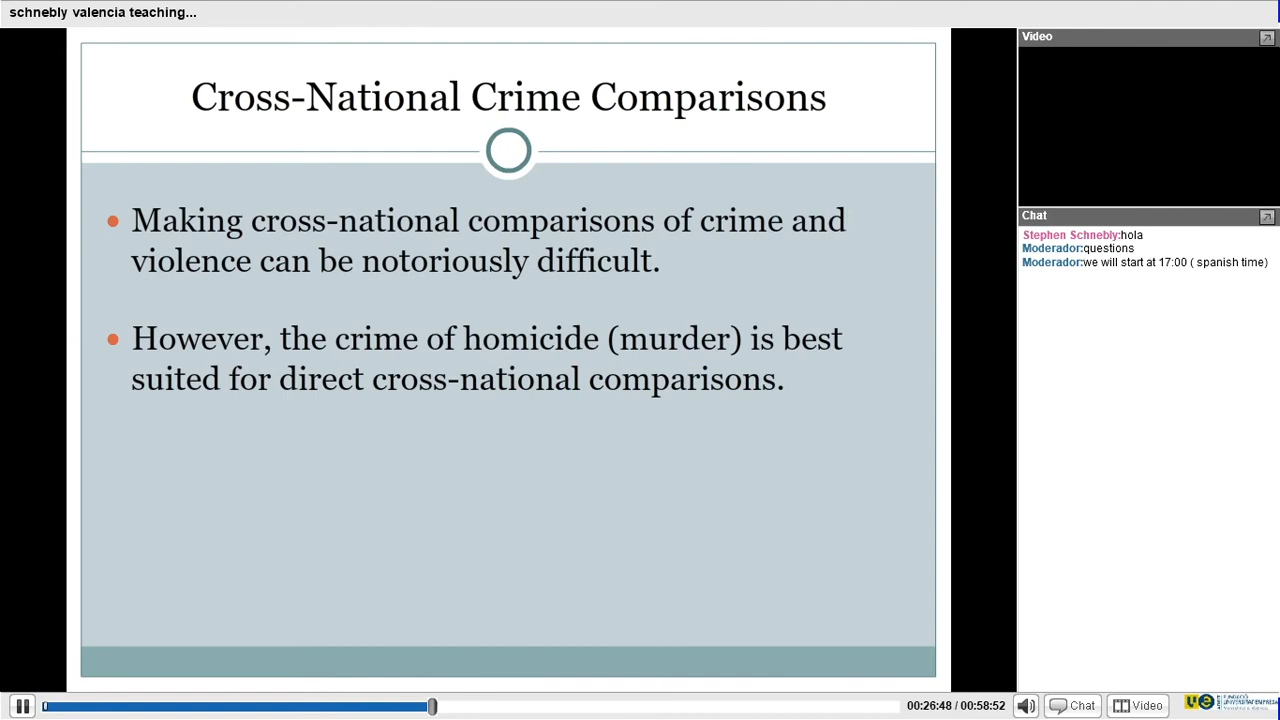 schnebly valencia teaching...
Cross-National Crime Comparisons
• Making cross-national comparisons of crime and
violence can be notoriously difficult.
• However, the crime of homicide (murder) is best
suited for direct cross-national comparisons.
Video
Chat
Stephen Schnebly:hola
Moderador:questions
Moderador:we will start at 17:00 ( spanish time)
00:26:48 / 00:58:52
Chat
Video